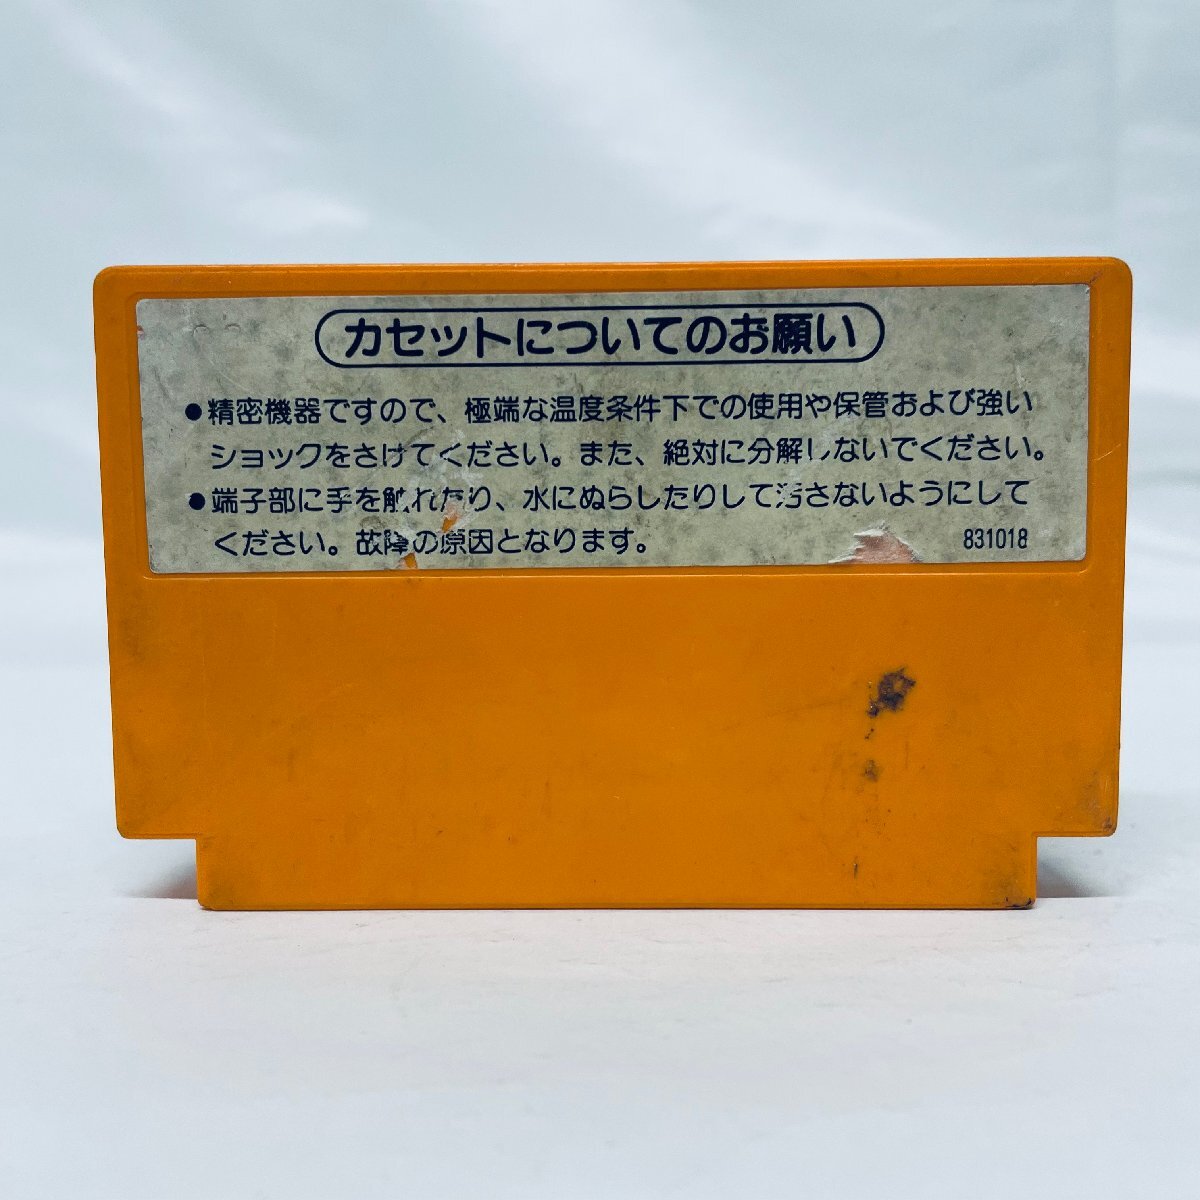 カセットについてのお願い
●精密機器ですので、極端な温度条件下での使用や保管および強い
ショックをさけてください。また、絶対に分解しないでください。
●端子部に手を触れたり、水にぬらしたりして汚さないようにして
ください。故障の原因となります。
831018